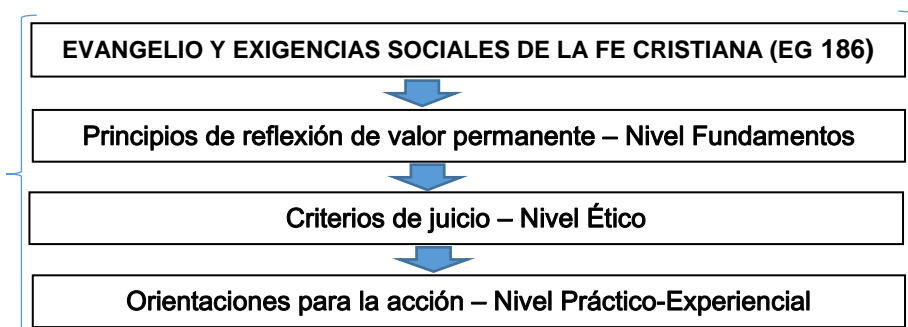 EVANGELIO Y EXIGENCIAS SOCIALES DE LA FE CRISTIANA (EG 186)
Principios de reflexión de valor permanente – Nivel Fundamentos
Criterios de juicio – Nivel Ético
Orientaciones para la acción – Nivel Práctico-Experiencial